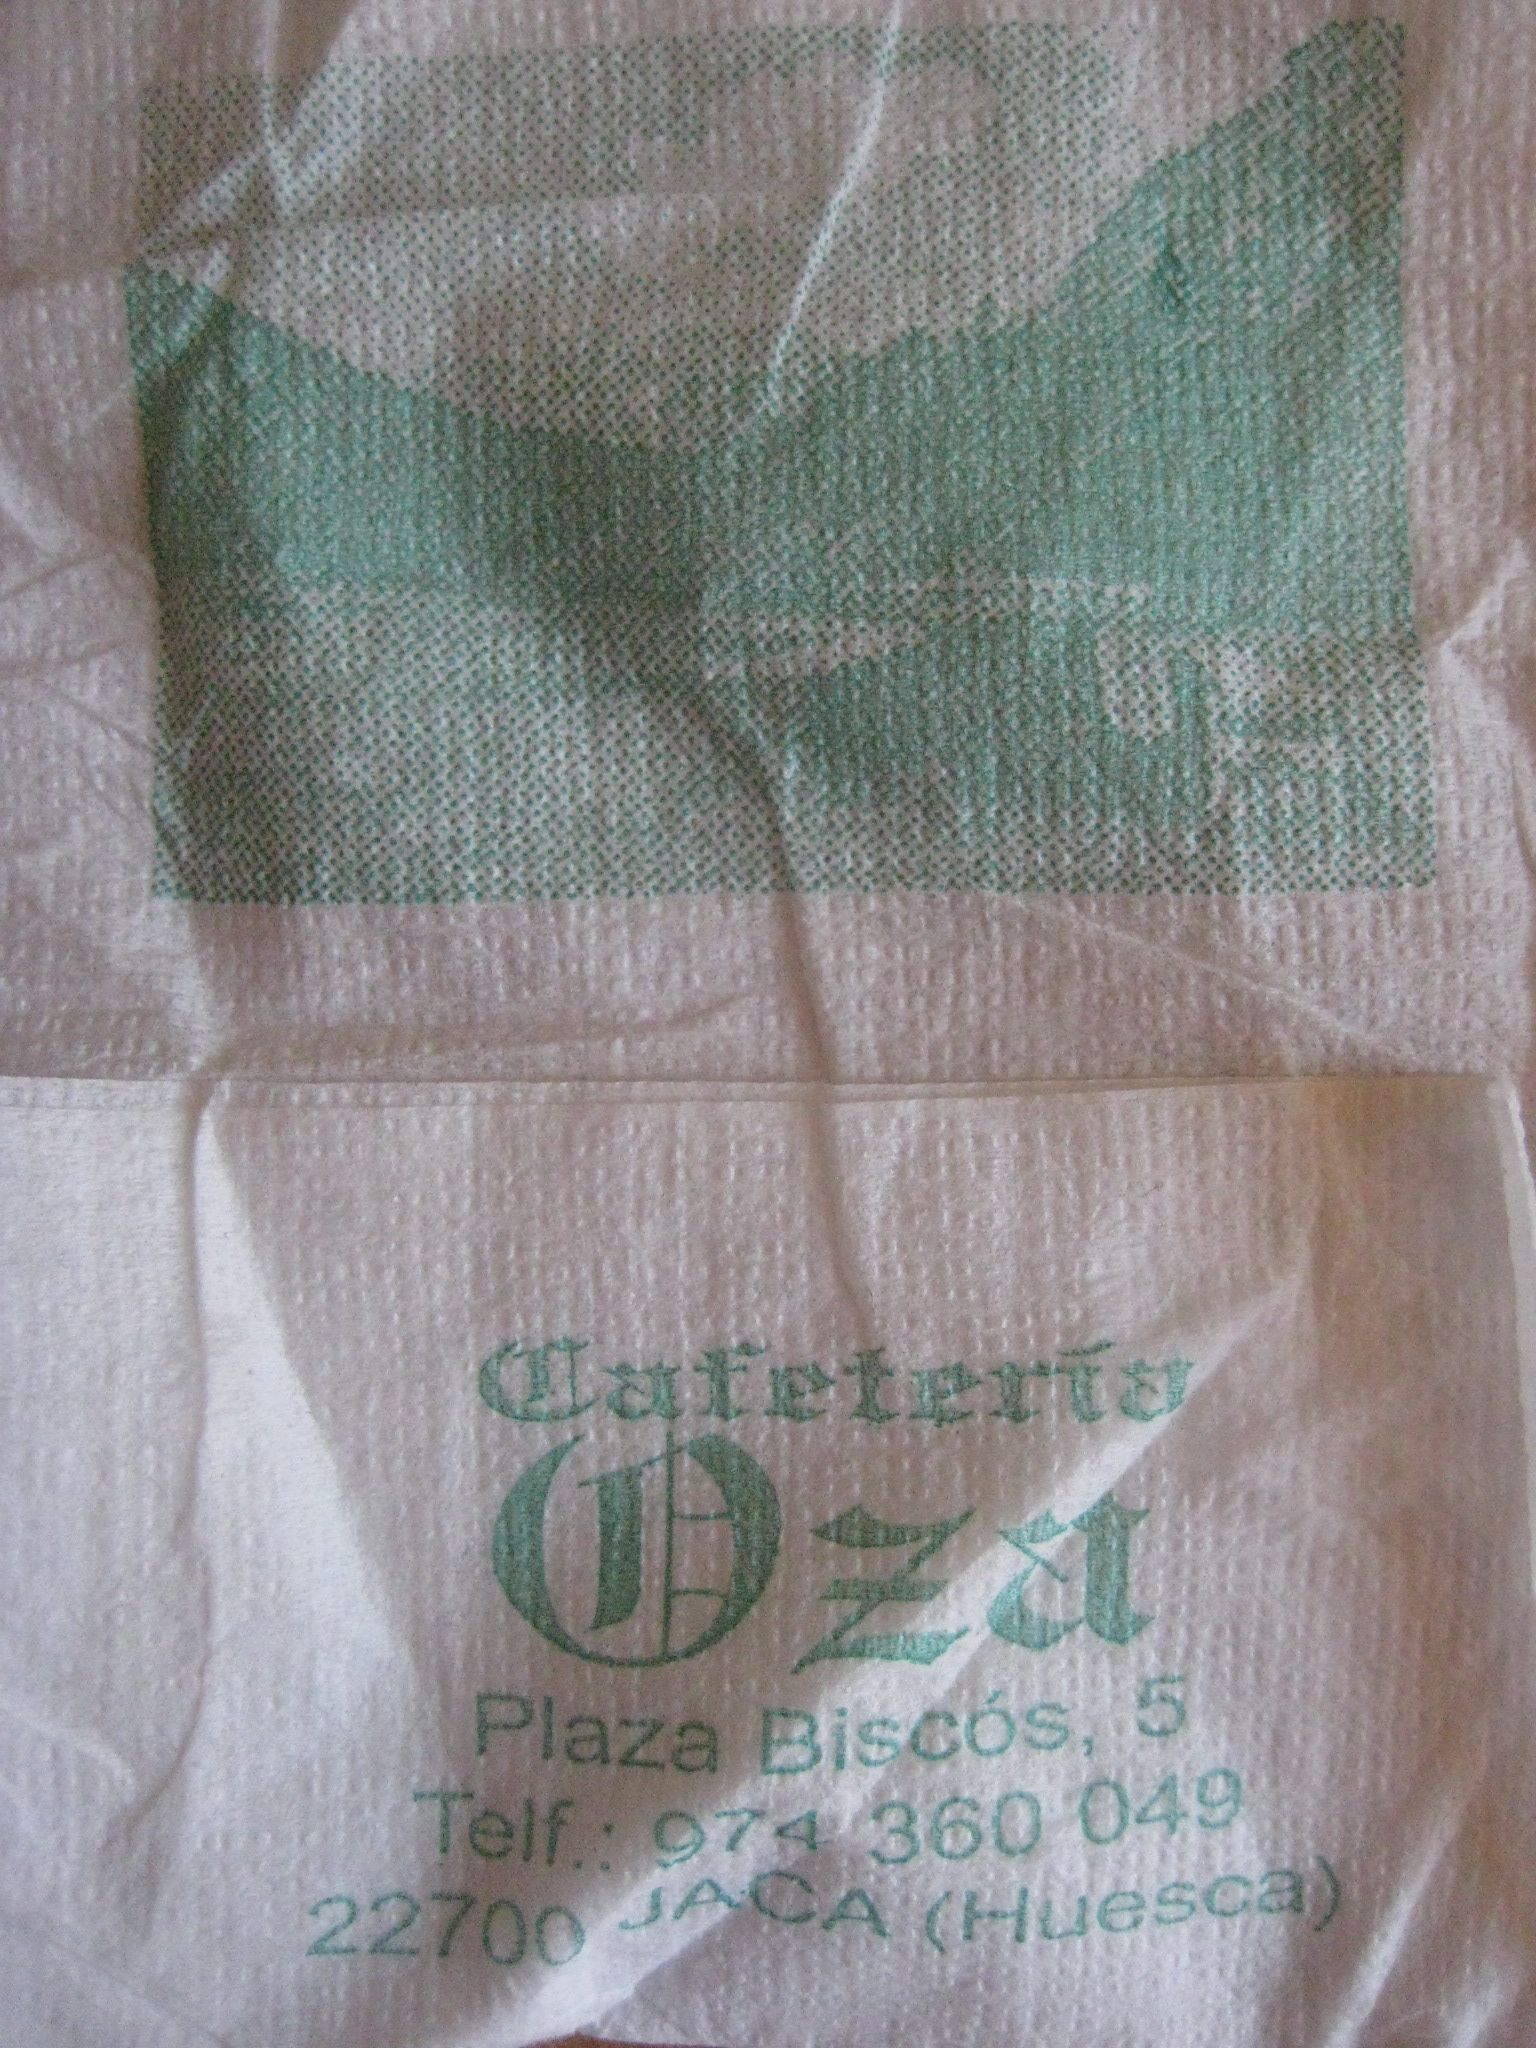 Cafetería
Oza
Plaza Biscós, 5
Telf.: 974 360 049
22700 JACA (Huesca)